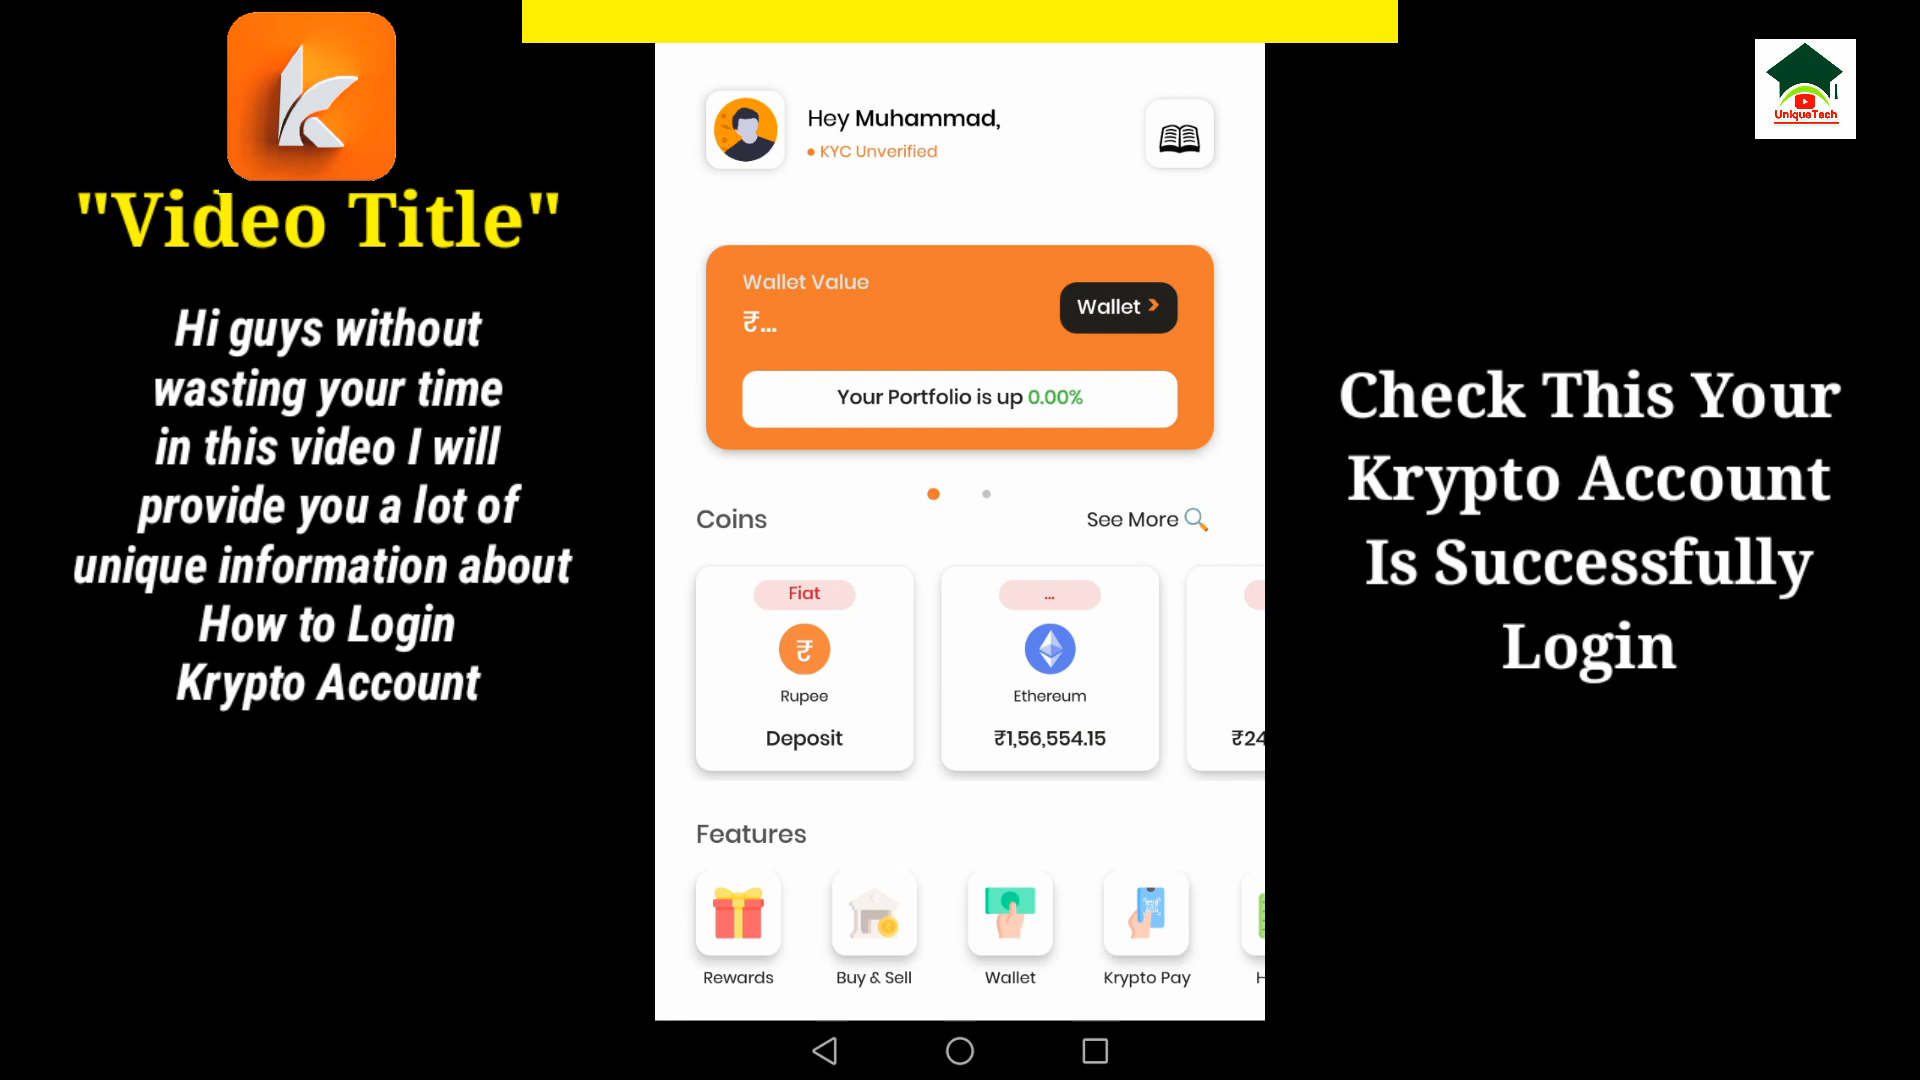 "Video Title"
Hi guys without
wasting your time
in this video I will
provide you a lot of
unique information about
How to Login
Krypto Account
Hey Muhammad,
KYC Unverified
Wallet Value
₹...
Wallet
Your Portfolio is up 0.00%
Coins
See More
Fiat
₹
Rupee
Deposit
...
Ethereum
₹1,56,554.15
₹24
Features
Rewards
Buy & Sell
Wallet
Krypto Pay
H
UniqueTech
Check This Your
Krypto Account
Is Successfully
Login